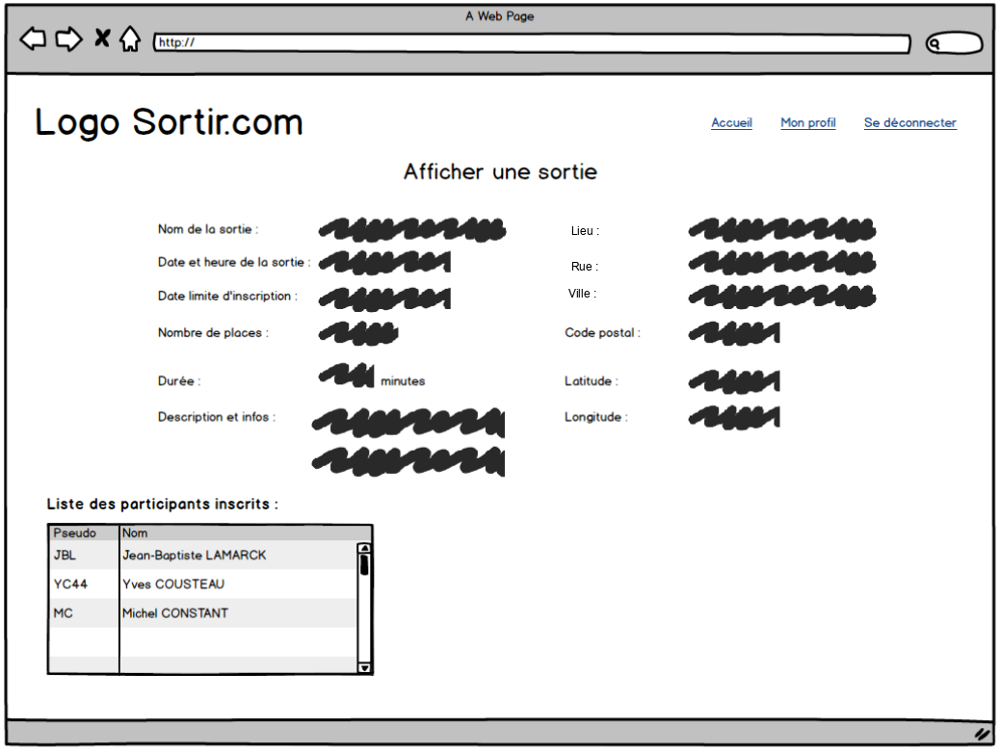 A Web Page
http://
Logo Sortir.com
Accueil Mon profil Se déconnecter
Afficher une sortie
Nom de la sortie :
Lieu :
Date et heure de la sortie :
Rue :
Date limite d'inscription :
Ville :
Nombre de places :
Code postal :
Durée : minutes
Latitude :
Description et infos :
Longitude :
Liste des participants inscrits :
Pseudo Nom
JBL Jean-Baptiste LAMARCK
YC44 Yves COUSTEAU
MC Michel CONSTANT